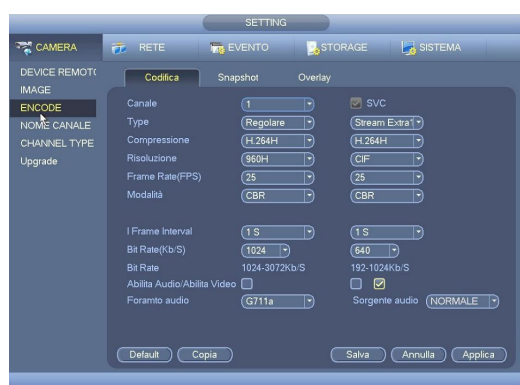 SETTING
CAMERA RETE EVENTO STORAGE SISTEMA
DEVICE REMOTO
IMAGE
ENCODE
NOME CANALE
CHANNEL TYPE
Upgrade
Codifica Snapshot Overlay
Canale 1 SVC
Type Regolare Stream Extra1
Compressione H.264H H.264H
Risoluzione 960H CIF
Frame Rate(FPS) 25 25
Modalità CBR CBR
I Frame Interval 1 S 1 S
Bit Rate(Kb/S) 1024 640
Bit Rate 1024-3072Kb/S 192-1024Kb/S
Abilita Audio/Abilita Video
Foramto audio G711a Sorgente audio NORMALE
Default Copia Salva Annulla Applica